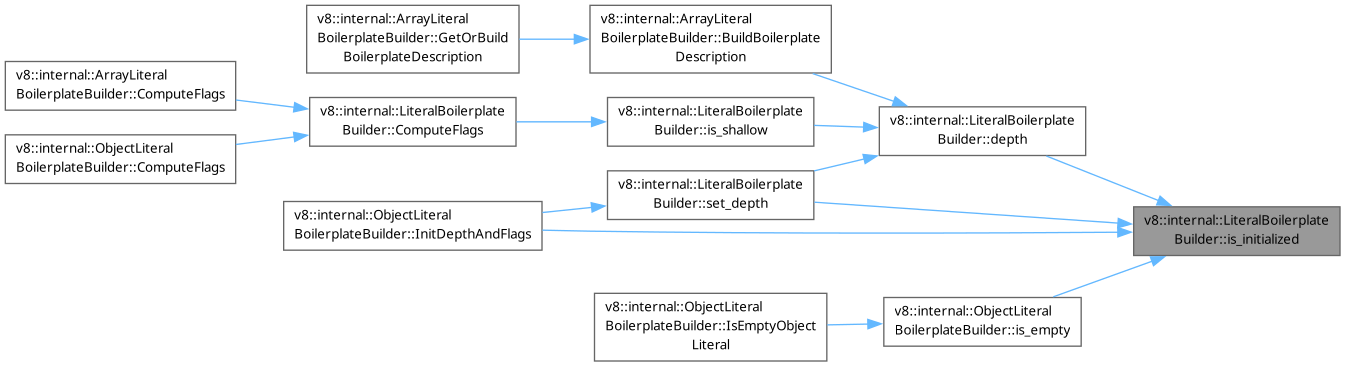 v8::internal::ArrayLiteral
BoilerplateBuilder::GetOrBuild
BoilerplateDescription
v8::internal::ArrayLiteral
BoilerplateBuilder::BuildBoilerplate
Description
v8::internal::ArrayLiteral
BoilerplateBuilder::ComputeFlags
v8::internal::LiteralBoilerplate
Builder::ComputeFlags
v8::internal::LiteralBoilerplate
Builder::is_shallow
v8::internal::LiteralBoilerplate
Builder::depth
v8::internal::ObjectLiteral
BoilerplateBuilder::ComputeFlags
v8::internal::LiteralBoilerplate
Builder::set_depth
v8::internal::ObjectLiteral
BoilerplateBuilder::InitDepthAndFlags
v8::internal::LiteralBoilerplate
Builder::is_initialized
v8::internal::ObjectLiteral
BoilerplateBuilder::IsEmptyObject
Literal
v8::internal::ObjectLiteral
BoilerplateBuilder::is_empty